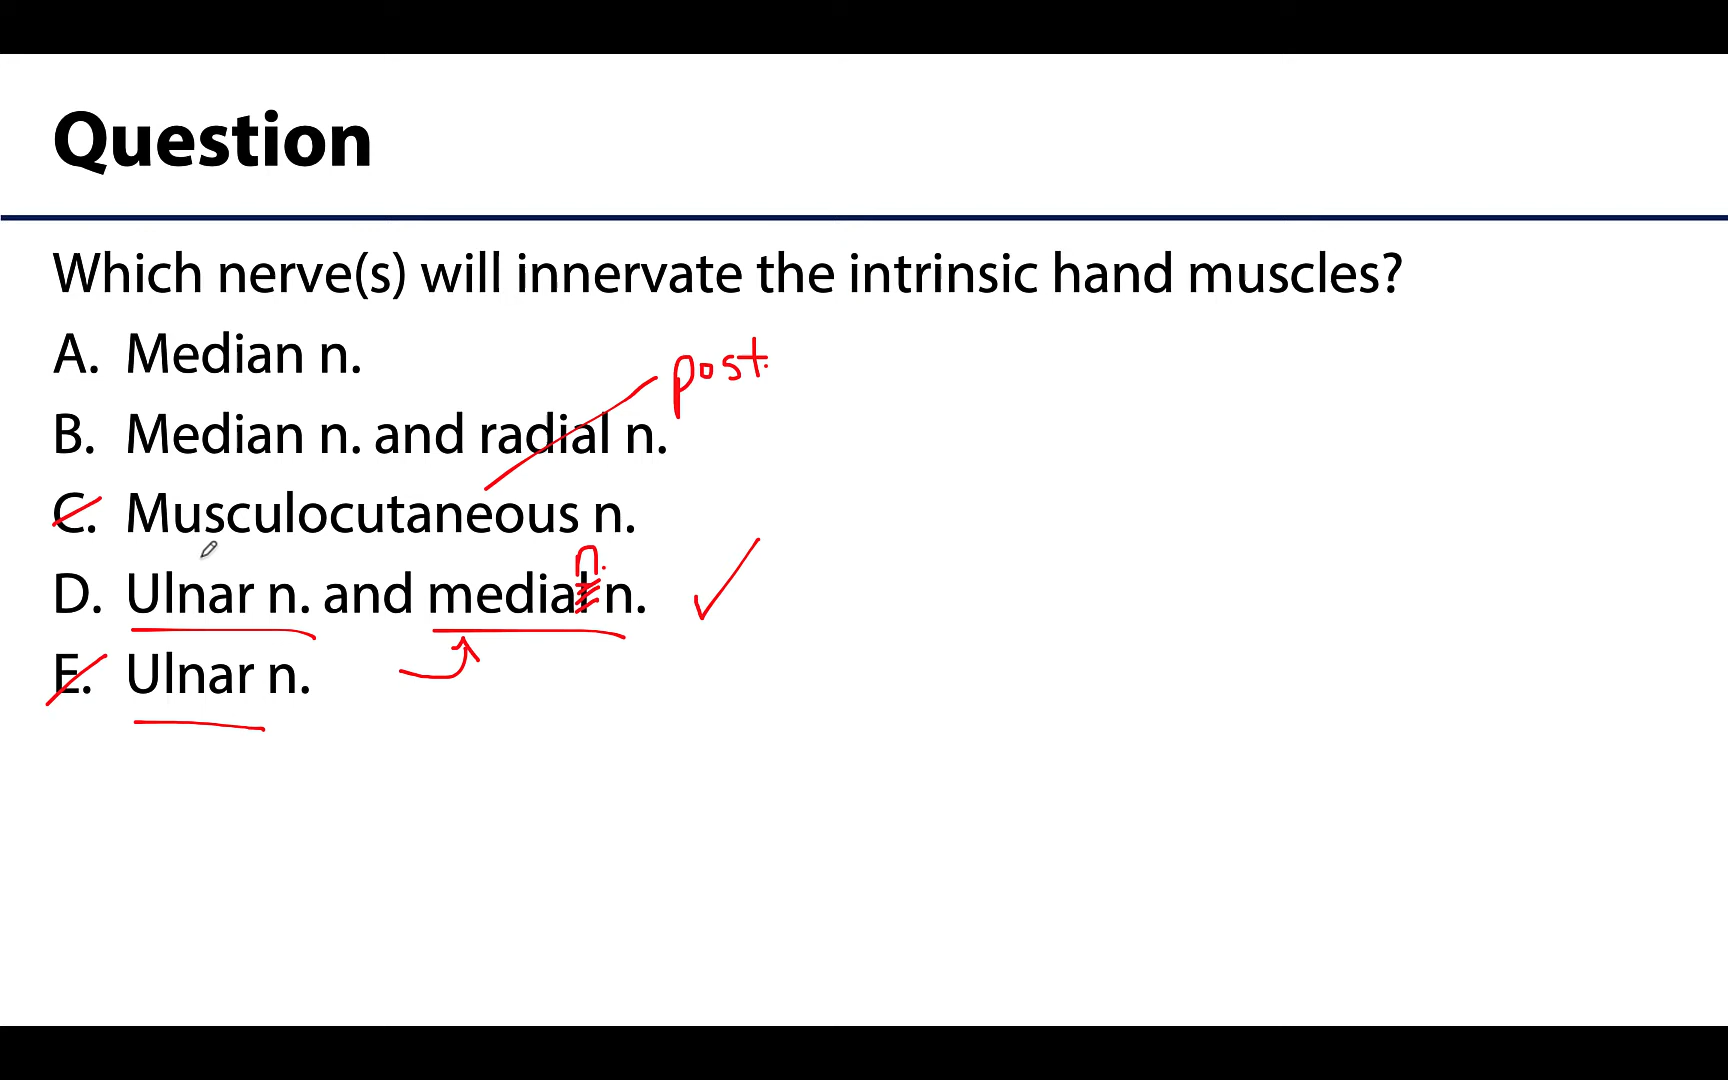 Question
Which nerve(s) will innervate the intrinsic hand muscles?
A. Median n.
post.
B. Median n. and radial n.
C. Musculocutaneous n.
n.
D. Ulnar n. and medial n.
E. Ulnar n.